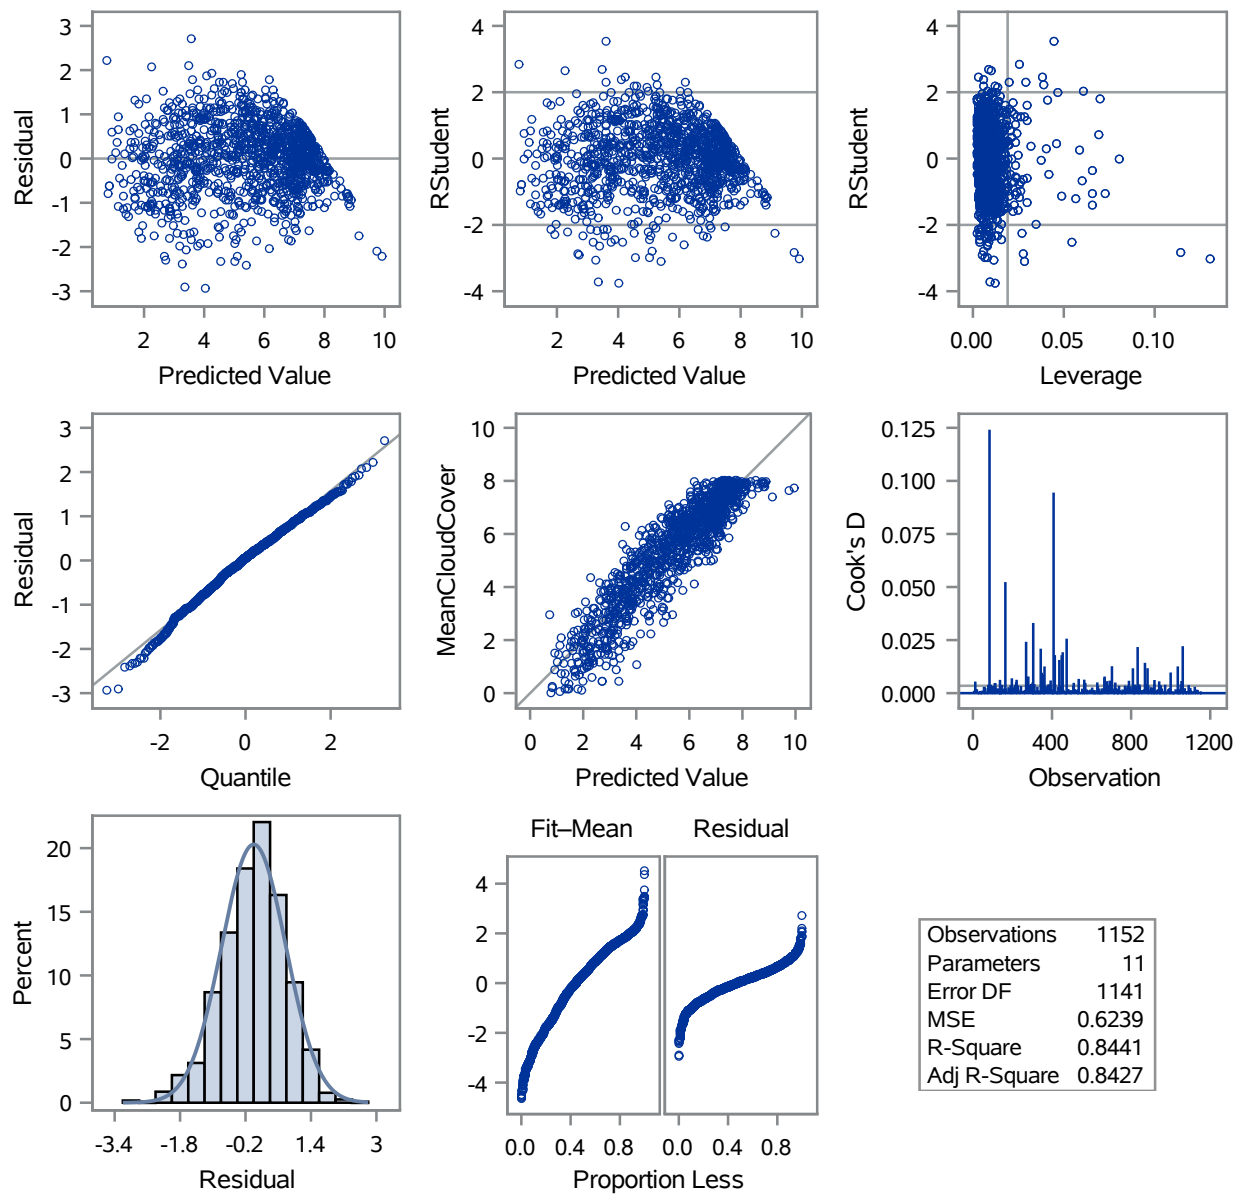 3
2
1
0
-1
-2
-3
Residual
2 4 6 8 10
Predicted Value
4
2
0
-2
-4
RStudent
2 4 6 8 10
Predicted Value
4
2
0
-2
-4
RStudent
0.00 0.05 0.10
Leverage
3
2
1
0
-1
-2
-3
Residual
-2 0 2
Quantile
10
8
6
4
2
0
MeanCloudCover
0 2 4 6 8 10
Predicted Value
0.125
0.100
0.075
0.050
0.025
0.000
Cook's D
0 400 800 1200
Observation
20
15
10
5
0
Percent
-3.4 -1.8 -0.2 1.4 3
Residual
Fit–Mean Residual
4
2
0
-2
-4
0.0 0.4 0.8 0.0 0.4 0.8
Proportion Less
Observations 1152
Parameters 11
Error DF 1141
MSE 0.6239
R-Square 0.8441
Adj R-Square 0.8427